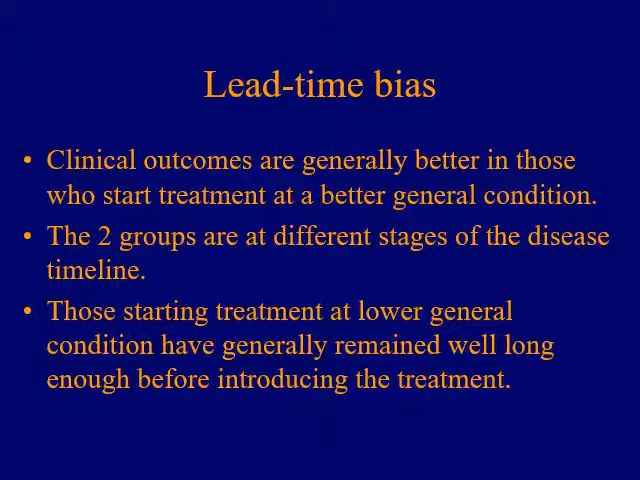 Lead-time bias
• Clinical outcomes are generally better in those
who start treatment at a better general condition.
• The 2 groups are at different stages of the disease
timeline.
• Those starting treatment at lower general
condition have generally remained well long
enough before introducing the treatment.